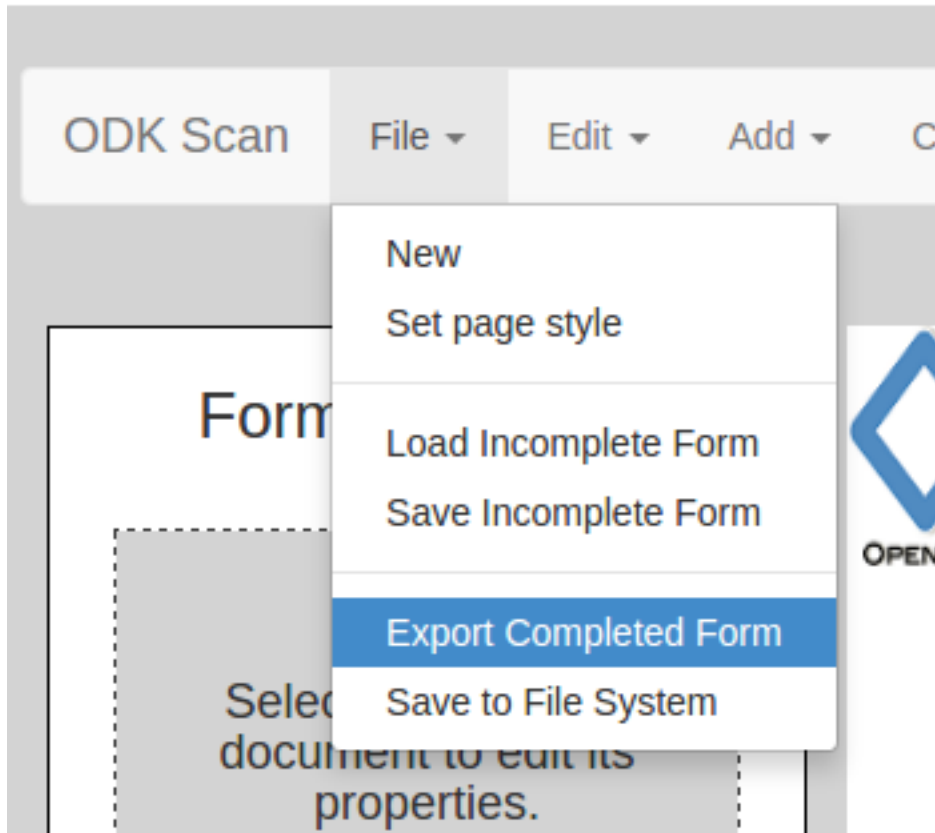 ODK Scan File Edit Add
New
Set page style
Form
Load Incomplete Form
Save Incomplete Form
OPEN
Export Completed Form
Save to File System
document to edit its
properties.